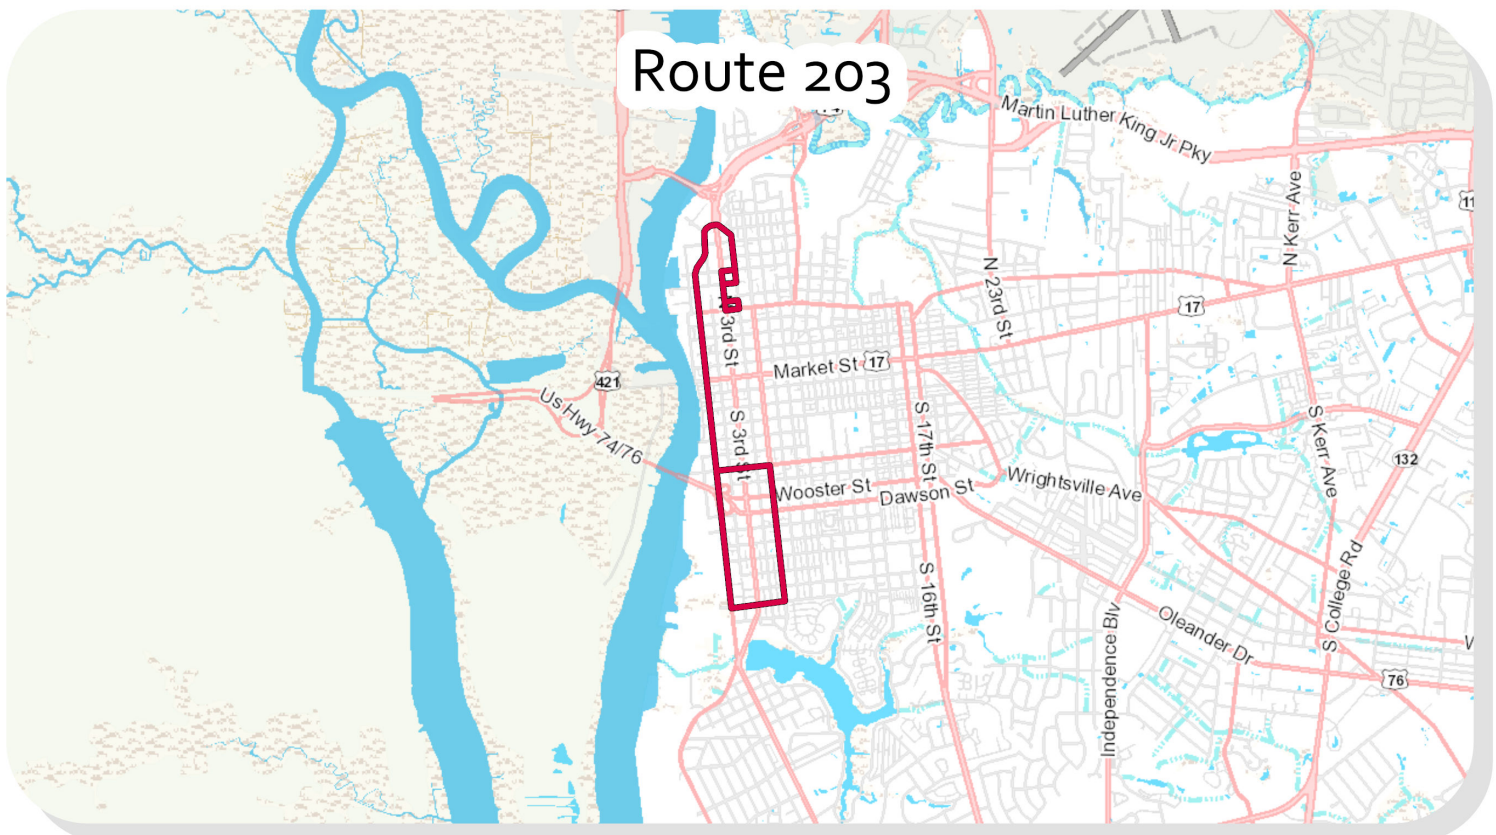 Route 203
Martin Luther King Jr Pky
N Kerr Ave
11
N 23rd St
17
3rd St
Market St
17
421
Us Hwy 74/76
S 3rd St
S 17th St
S Kerr Ave
132
Wooster St
Dawson St
Wrightsville Ave
S 16th St
S College Rd
Independence Blv
Oleander Dr
76